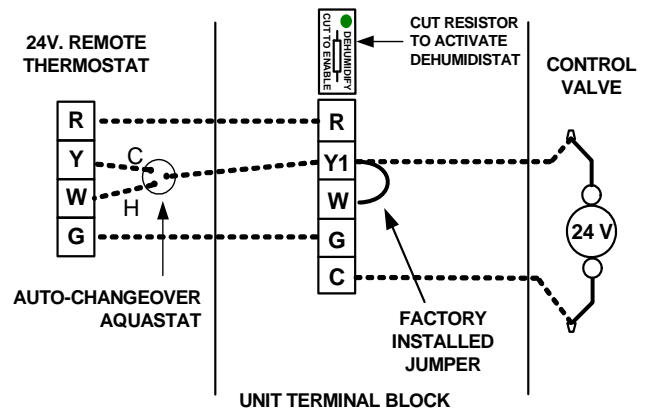 24V. REMOTE
THERMOSTAT
CUT TO ENABLE
DEHUMIDIFY
CUT RESISTOR
TO ACTIVATE
DEHUMIDISTAT
CONTROL
VALVE
R
Y
W
G
C
H
R
Y1
W
G
C
24 V
AUTO-CHANGEOVER
AQUASTAT
FACTORY
INSTALLED
JUMPER
UNIT TERMINAL BLOCK